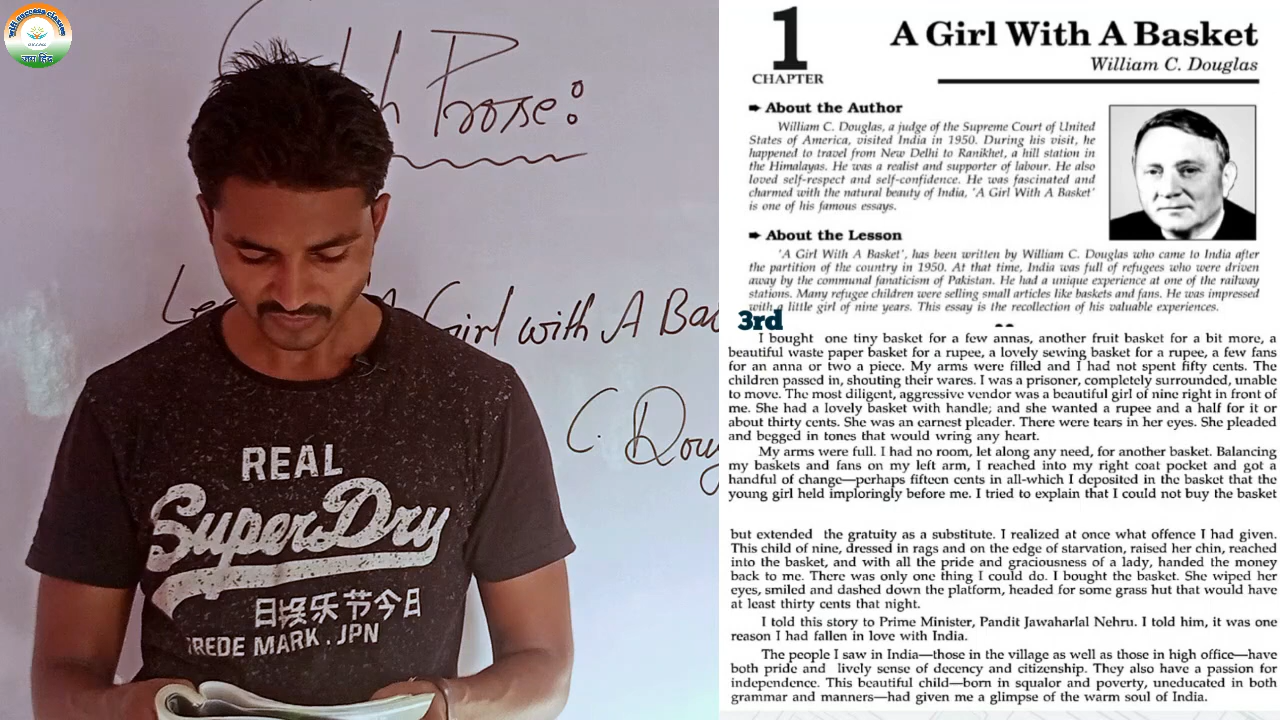 with success classes
SUCCESS
जय हिंद
Prose:
A Girl with A Bas
C. Doug
REAL
SuperDry
日娱乐节今日
TREDE MARK . JPN
1
CHAPTER
A Girl With A Basket
William C. Douglas
➨ About the Author
William C. Douglas, a judge of the Supreme Court of United
States of America, visited India in 1950. During his visit, he
happened to travel from New Delhi to Ranikhet, a hill station in
the Himalayas. He was a realist and supporter of labour. He also
loved self-respect and self-confidence. He was fascinated and
charmed with the natural beauty of India, 'A Girl With A Basket'
is one of his famous essays.
➨ About the Lesson
'A Girl With A Basket', has been written by William C. Douglas who came to India after
the partition of the country in 1950. At that time, India was full of refugees who were driven
away by the communal fanaticism of Pakistan. He had a unique experience at one of the railway
stations. Many refugee children were selling small articles like baskets and fans. He was impressed
with a little girl of nine years. This essay is the recollection of his valuable experiences.
3rd
I bought one tiny basket for a few annas, another fruit basket for a bit more, a
beautiful waste paper basket for a rupee, a lovely sewing basket for a rupee, a few fans
for an anna or two a piece. My arms were filled and I had not spent fifty cents. The
children passed in, shouting their wares. I was a prisoner, completely surrounded, unable
to move. The most diligent, aggressive vendor was a beautiful girl of nine right in front of
me. She had a lovely basket with handle; and she wanted a rupee and a half for it or
about thirty cents. She was an earnest pleader. There were tears in her eyes. She pleaded
and begged in tones that would wring any heart.
My arms were full. I had no room, let along any need, for another basket. Balancing
my baskets and fans on my left arm, I reached into my right coat pocket and got a
handful of change—perhaps fifteen cents in all-which I deposited in the basket that the
young girl held imploringly before me. I tried to explain that I could not buy the basket
but extended the gratuity as a substitute. I realized at once what offence I had given.
This child of nine, dressed in rags and on the edge of starvation, raised her chin, reached
into the basket, and with all the pride and graciousness of a lady, handed the money
back to me. There was only one thing I could do. I bought the basket. She wiped her
eyes, smiled and dashed down the platform, headed for some grass hut that would have
at least thirty cents that night.
I told this story to Prime Minister, Pandit Jawaharlal Nehru. I told him, it was one
reason I had fallen in love with India.
The people I saw in India—those in the village as well as those in high office—have
both pride and lively sense of decency and citizenship. They also have a passion for
independence. This beautiful child—born in squalor and poverty, uneducated in both
grammar and manners—had given me a glimpse of the warm soul of India.